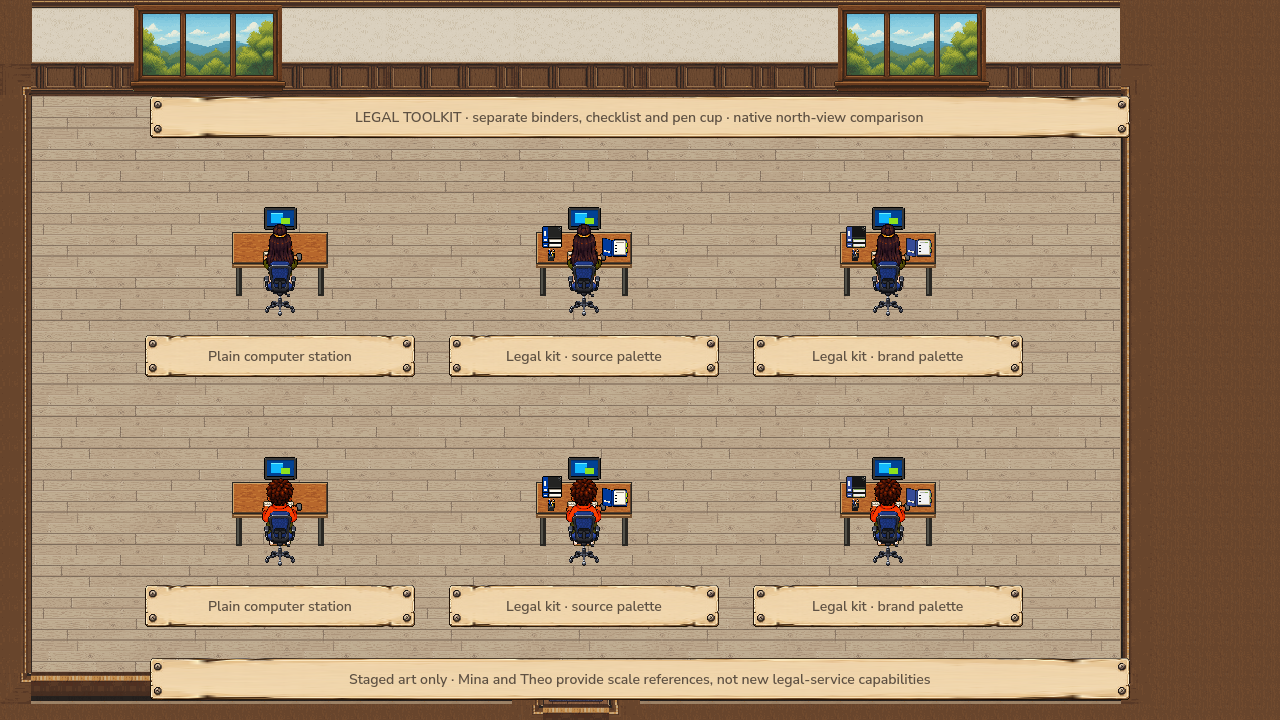 LEGAL TOOLKIT · separate binders, checklist and pen cup · native north-view comparison
Plain computer station
Legal kit · source palette
Legal kit · brand palette
Plain computer station
Legal kit · source palette
Legal kit · brand palette
Staged art only · Mina and Theo provide scale references, not new legal-service capabilities